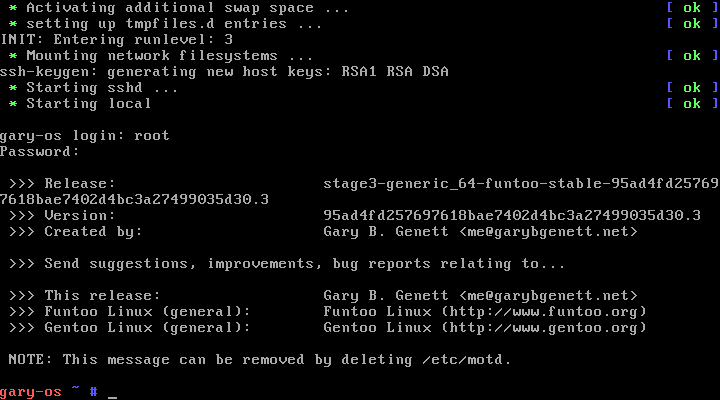 * Activating additional swap space ... [ ok ]
* setting up tmpfiles.d entries ... [ ok ]
INIT: Entering runlevel: 3
* Mounting network filesystems ... [ ok ]
ssh-keygen: generating new host keys: RSA1 RSA DSA
* Starting sshd ... [ ok ]
* Starting local [ ok ]
gary-os login: root
Password:
>>> Release: stage3-generic_64-funtoo-stable-95ad4fd25769
7618bae7402d4bc3a27499035d30.3
>>> Version: 95ad4fd257697618bae7402d4bc3a27499035d30.3
>>> Created by: Gary B. Genett <me@garybgenett.net>
>>> Send suggestions, improvements, bug reports relating to...
>>> This release: Gary B. Genett <me@garybgenett.net>
>>> Funtoo Linux (general): Funtoo Linux (http://www.funtoo.org)
>>> Gentoo Linux (general): Gentoo Linux (http://www.gentoo.org)
NOTE: This message can be removed by deleting /etc/motd.
gary-os ~ # _